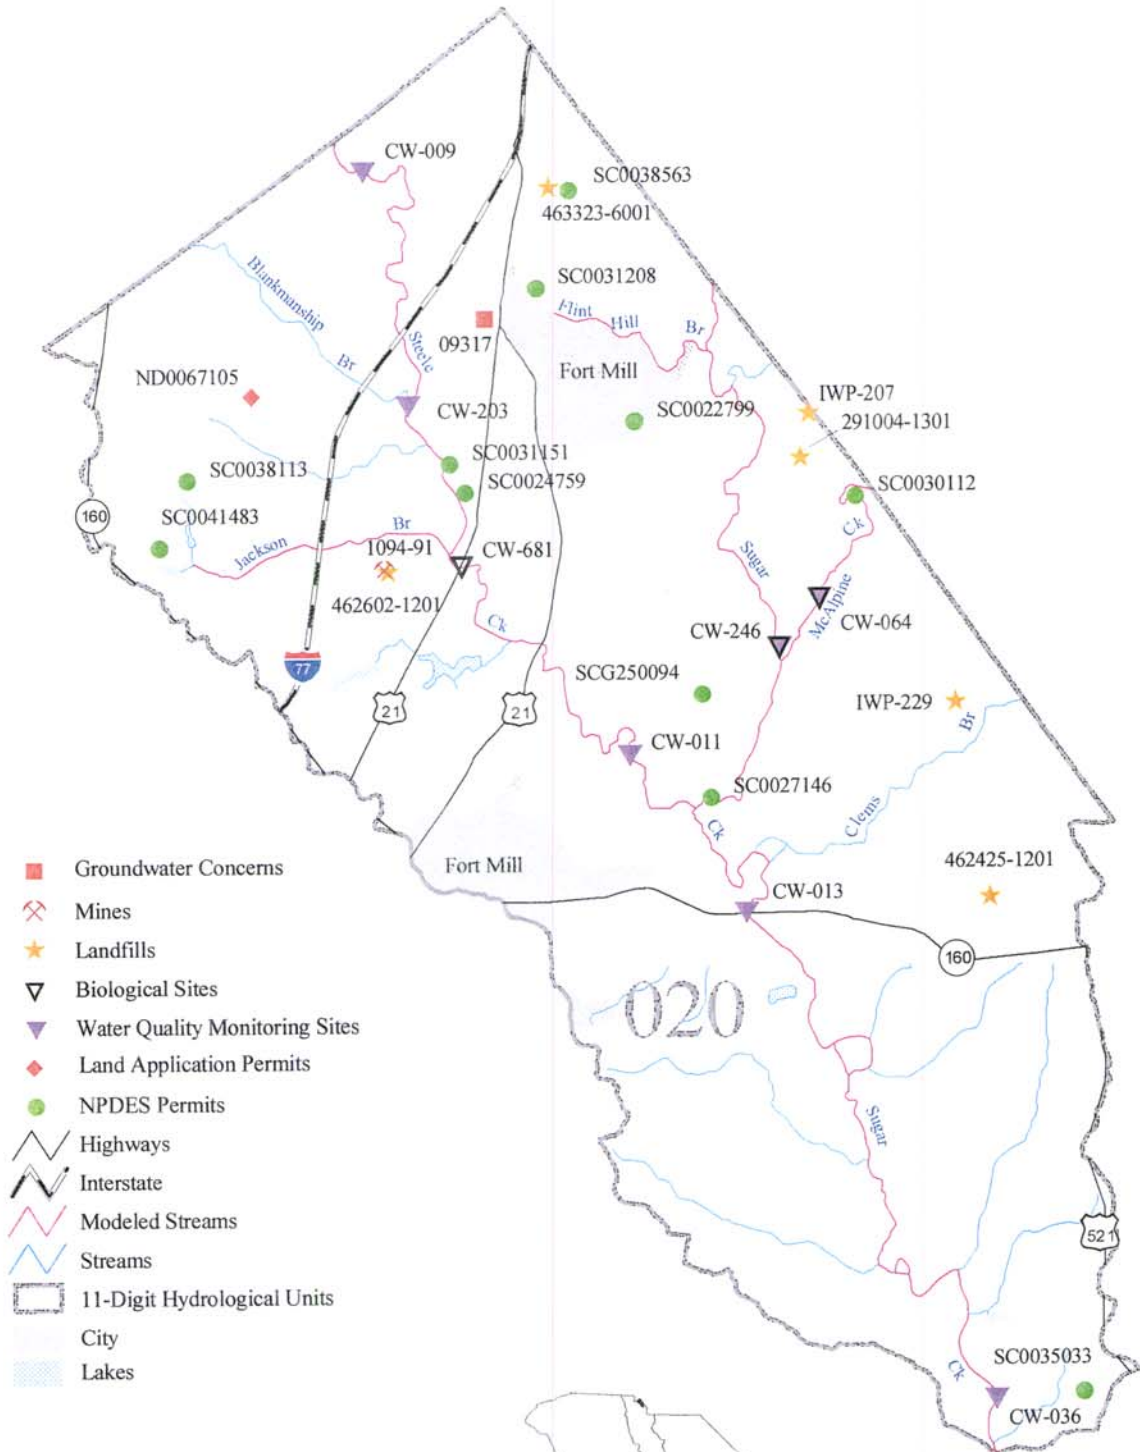 CW-009
SC0038563
463323-6001
SC0031208
Blankmanship
Br
Flint Hill Br
09317
Steele
Fort Mill
ND0067105
CW-203
IWP-207
291004-1301
SC0022799
SC0031151
SC0038113
SC0024759
SC0030112
160
SC0041483
Ck
Jackson
Br
1094-91
CW-681
Sugar
McAlpine
462602-1201
CW-064
Ck
CW-246
77
SCG250094
IWP-229
21
21
Br
CW-011
SC0027146
Ck
Clems
Fort Mill
462425-1201
CW-013
160
020
Groundwater Concerns
Mines
Landfills
Biological Sites
Water Quality Monitoring Sites
Land Application Permits
NPDES Permits
Highways
Interstate
Modeled Streams
Streams
11-Digit Hydrological Units
City
Lakes
Sugar
521
SC0035033
Ck
CW-036